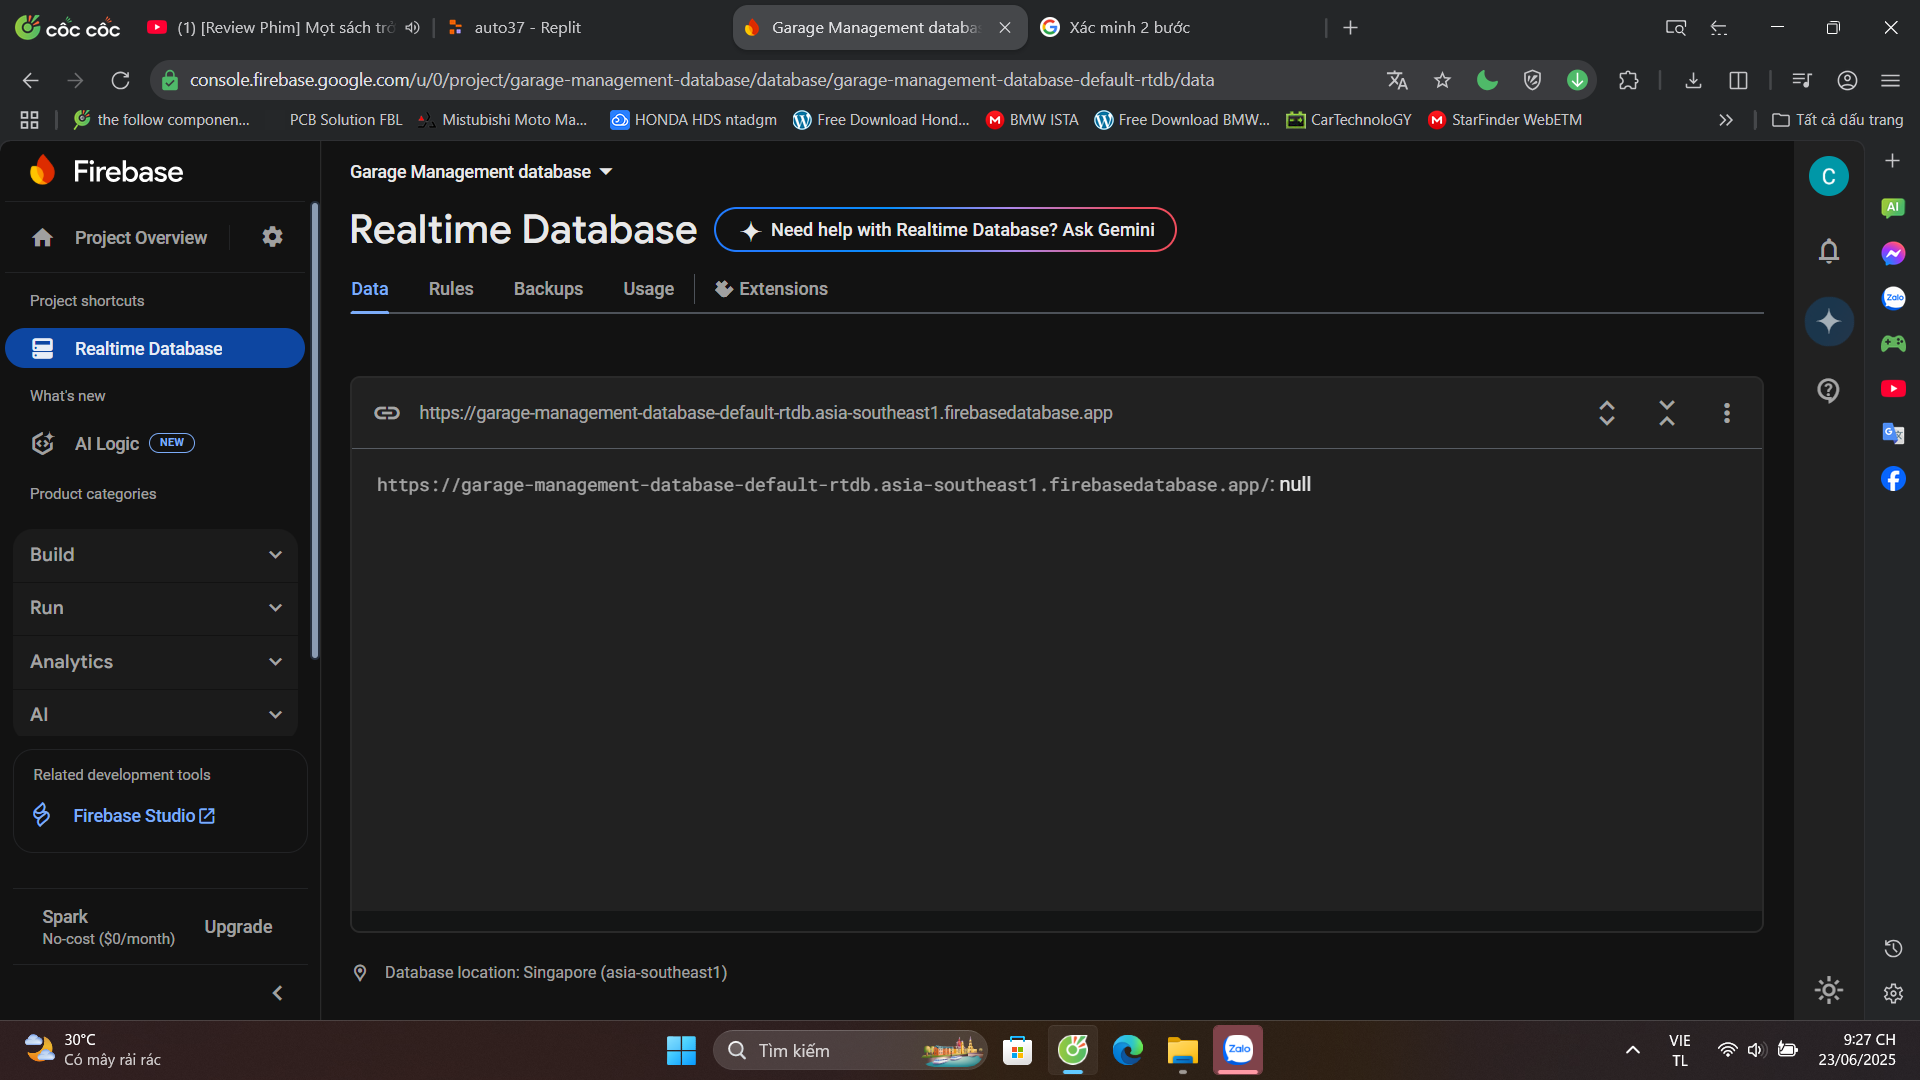 cốc cốc
(1) [Review Phim] Mọt sách trở
auto37 - Replit
Garage Management databa
Xác minh 2 bước
console.firebase.google.com/u/0/project/garage-management-database/database/garage-management-database-default-rtdb/data
the follow componen...
PCB Solution FBL
Mistubishi Moto Ma...
HONDA HDS ntadgm
Free Download Hond...
M
BMW ISTA
Free Download BMW...
CarTechnoloGY
M
StarFinder WebETM
Tất cả dấu trang
Firebase
Project Overview
Project shortcuts
Realtime Database
What's new
AI Logic
NEW
Product categories
Build
Run
Analytics
AI
Related development tools
Firebase Studio
Spark
No-cost ($0/month)
Upgrade
Garage Management database
Realtime Database
Need help with Realtime Database? Ask Gemini
Data
Rules
Backups
Usage
Extensions
https://garage-management-database-default-rtdb.asia-southeast1.firebasedatabase.app
https://garage-management-database-default-rtdb.asia-southeast1.firebasedatabase.app/: null
Database location: Singapore (asia-southeast1)
C
AI
Zalo
30°C
Có mây rải rác
Tìm kiếm
Zalo
VIE
TL
9:27 CH
23/06/2025